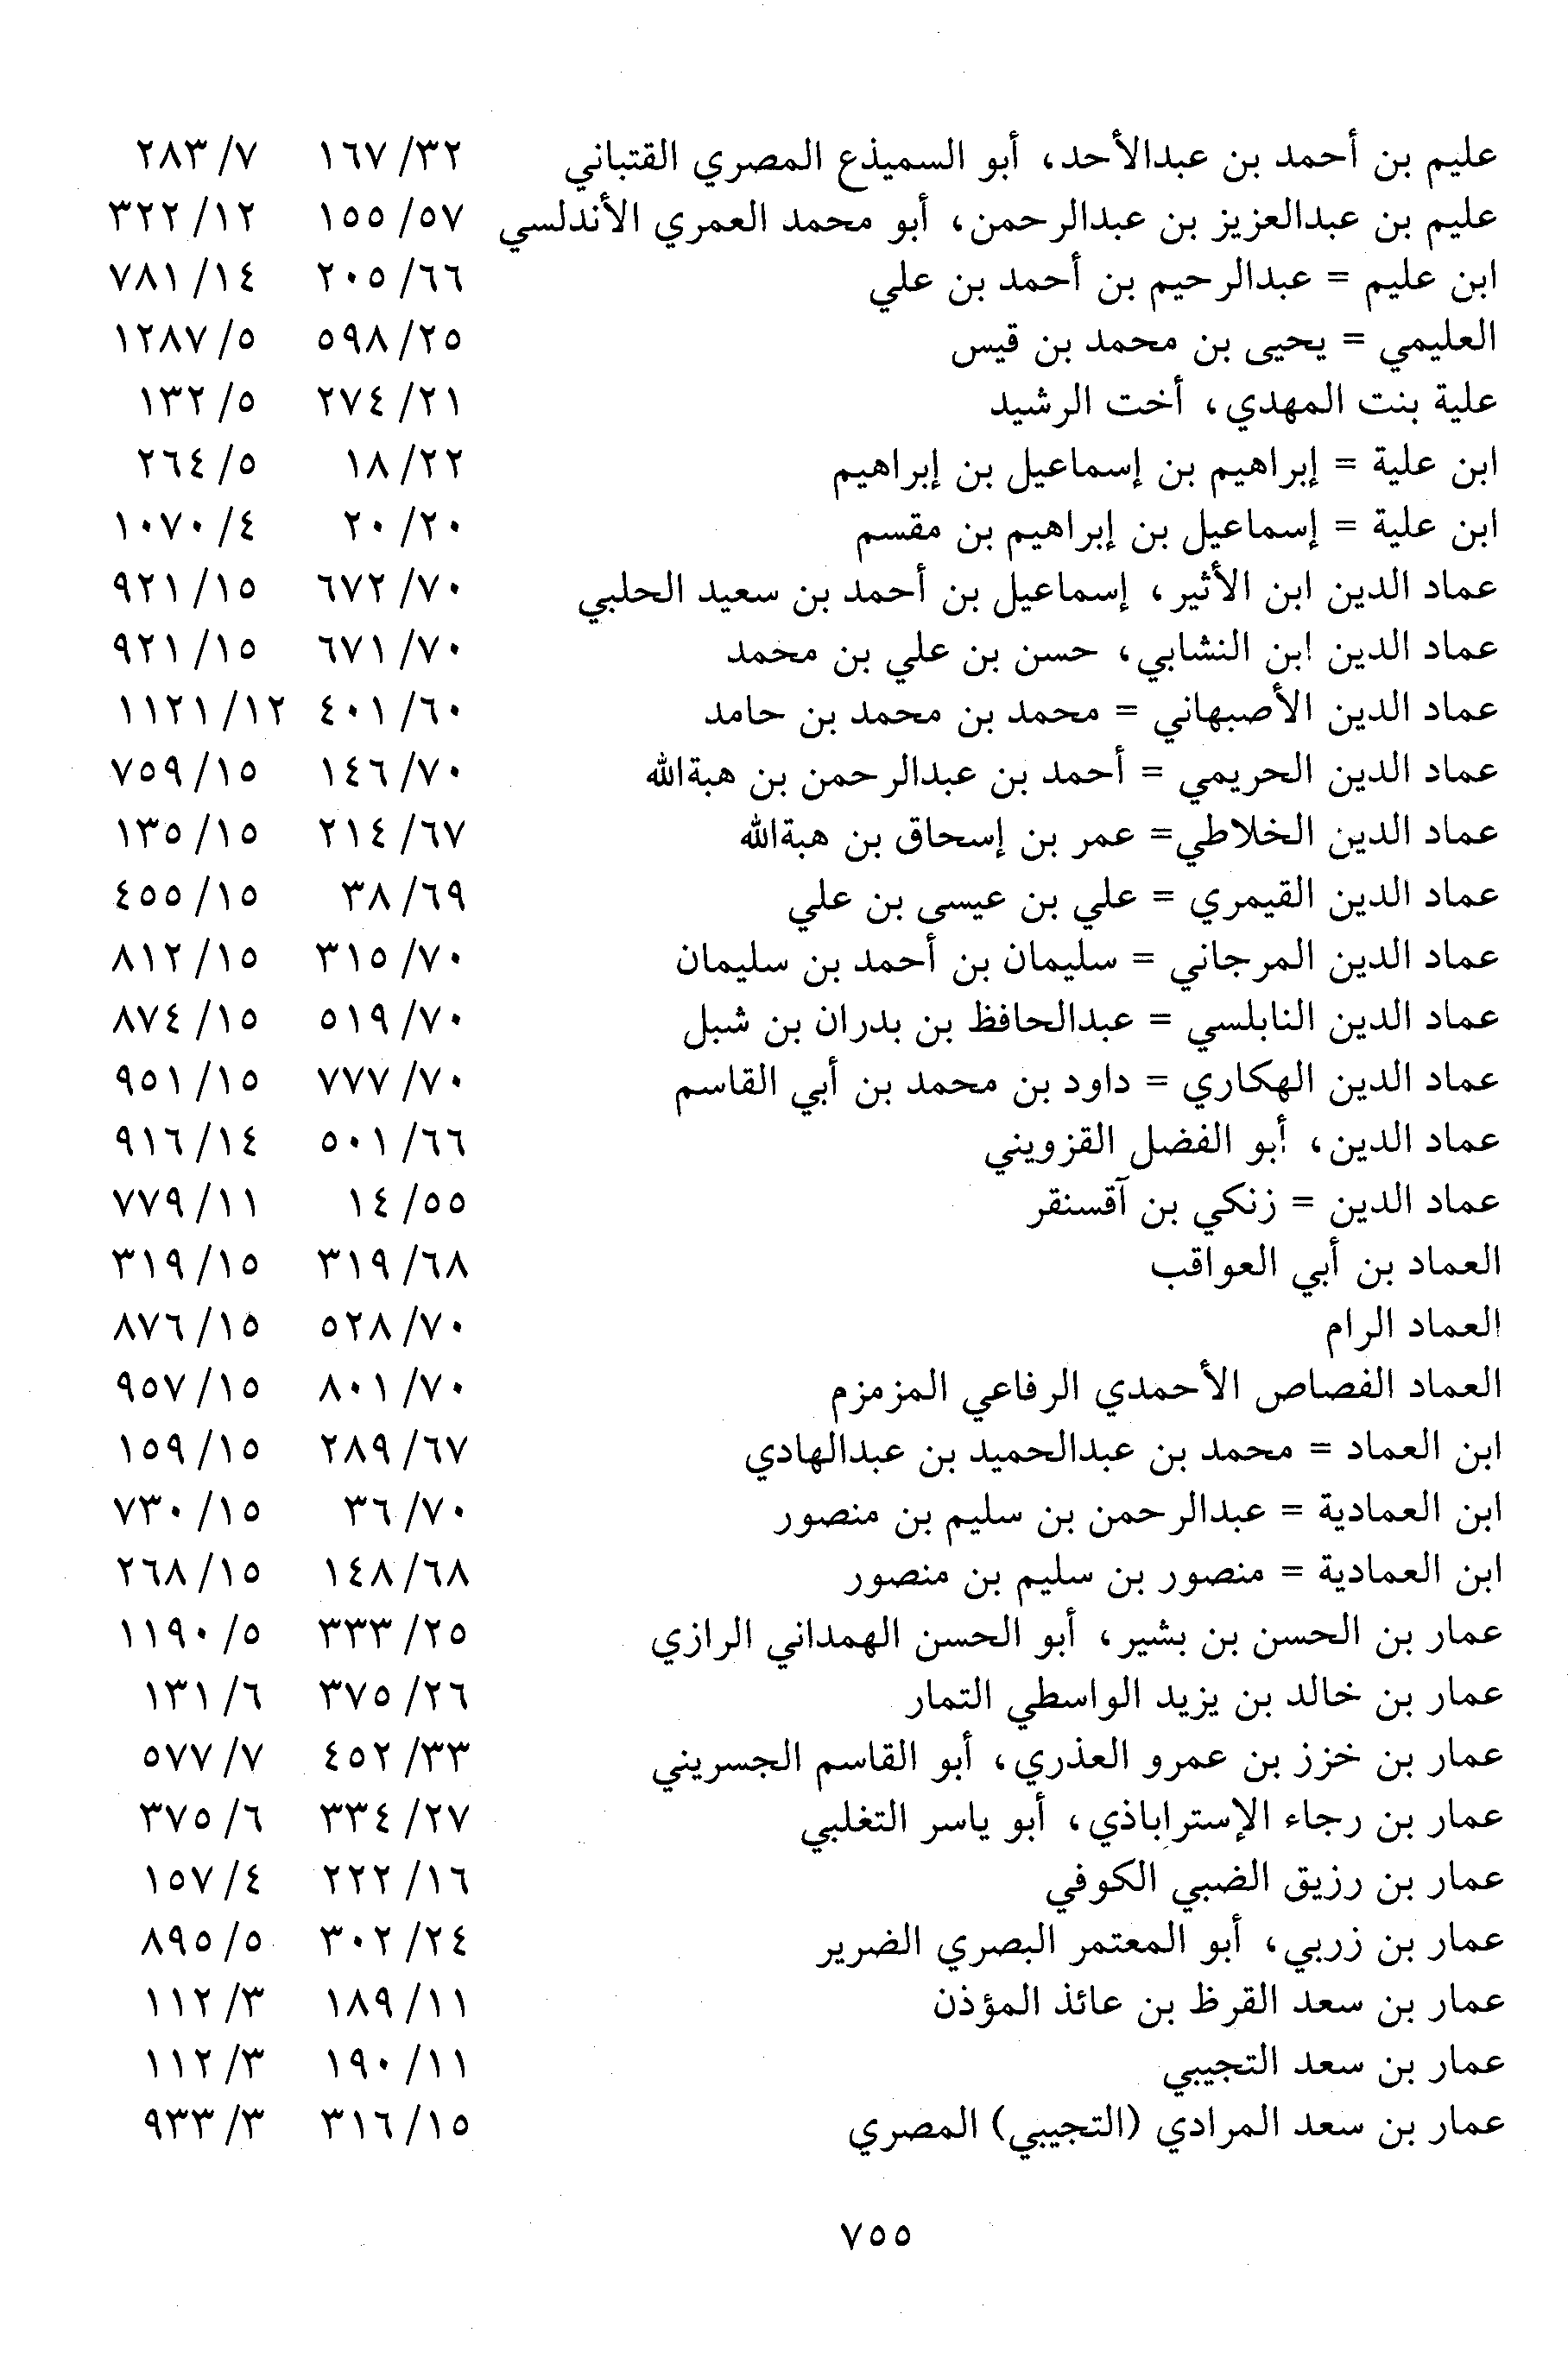 عليم بن أحمد بن عبدالأحد، أبو السميذع المصري القتباني ٣٢/ ١٦٧ ٧/ ٢٨٣
عليم بن عبدالعزيز بن عبدالرحمن، أبو محمد العمري الأندلسي ٥٧/ ١٥٥ ١٢/ ٣٢٢
ابن عليم = عبدالرحيم بن أحمد بن علي ٦٦/ ٢٠٥ ١٤/ ٧٨١
العليمي = يحيى بن محمد بن قيس ٢٥/ ٥٩٨ ٥/ ١٢٨٧
علية بنت المهدي، أخت الرشيد ٢١/ ٢٧٤ ٥/ ١٣٢
ابن علية = إبراهيم بن إسماعيل بن إبراهيم ٢٢/ ١٨ ٥/ ٢٦٤
ابن علية = إسماعيل بن إبراهيم بن مقسم ٢٠/ ٢٠ ٤/ ١٠٧٠
عماد الدين ابن الأثير، إسماعيل بن أحمد بن سعيد الحلبي ٧٠/ ٦٧٢ ١٥/ ٩٢١
عماد الدين ابن النشابي، حسن بن علي بن محمد ٧٠/ ٦٧١ ١٥/ ٩٢١
عماد الدين الأصبهاني = محمد بن محمد بن حامد ٦٠/ ٤٠١ ١٢/ ١١٢١
عماد الدين الحريمي = أحمد بن عبدالرحمن بن هبةالله ٧٠/ ١٤٦ ١٥/ ٧٥٩
عماد الدين الخلاطي= عمر بن إسحاق بن هبةالله ٦٧/ ٢١٤ ١٥/ ١٣٥
عماد الدين القيمري = علي بن عيسى بن علي ٦٩/ ٣٨ ١٥/ ٤٥٥
عماد الدين المرجاني = سليمان بن أحمد بن سليمان ٧٠/ ٣١٥ ١٥/ ٨١٢
عماد الدين النابلسي = عبدالحافظ بن بدران بن شبل ٧٠/ ٥١٩ ١٥/ ٨٧٤
عماد الدين الهكاري = داود بن محمد بن أبي القاسم ٧٠/ ٧٧٧ ١٥/ ٩٥١
عماد الدين، أبو الفضل القزويني ٦٦/ ٥٠١ ١٤/ ٩١٦
عماد الدين = زنكي بن آقسنقر ٥٥/ ١٤ ١١/ ٧٧٩
العماد بن أبي العواقب ٦٨/ ٣١٩ ١٥/ ٣١٩
العماد الرام ٧٠/ ٥٢٨ ١٥/ ٨٧٦
العماد الفصاص الأحمدي الرفاعي المزمزم ٧٠/ ٨٠١ ١٥/ ٩٥٧
ابن العماد = محمد بن عبدالحميد بن عبدالهادي ٦٧/ ٢٨٩ ١٥/ ١٥٩
ابن العمادية = عبدالرحمن بن سليم بن منصور ٧٠/ ٣٦ ١٥/ ٧٣٠
ابن العمادية = منصور بن سليم بن منصور ٦٨/ ١٤٨ ١٥/ ٢٦٨
عمار بن الحسن بن بشير، أبو الحسن الهمداني الرازي ٢٥/ ٣٣٣ ٥/ ١١٩٠
عمار بن خالد بن يزيد الواسطي التمار ٢٦/ ٣٧٥ ٦/ ١٣١
عمار بن خزز بن عمرو العذري، أبو القاسم الجسريني ٣٣/ ٤٥٢ ٧/ ٥٧٧
عمار بن رجاء الإستراباذي، أبو ياسر التغلبي ٢٧/ ٣٣٤ ٦/ ٣٧٥
عمار بن رزيق الضبي الكوفي ١٦/ ٢٢٢ ٤/ ١٥٧
عمار بن زربي، أبو المعتمر البصري الضرير ٢٤/ ٣٠٢ ٥/ ٨٩٥
عمار بن سعد القرظ بن عائذ المؤذن ١١/ ١٨٩ ٣/ ١١٢
عمار بن سعد التجيبي ١١/ ١٩٠ ٣/ ١١٢
عمار بن سعد المرادي (التجيبي) المصري ١٥/ ٣١٦ ٣/ ٩٣٣
٧٥٥